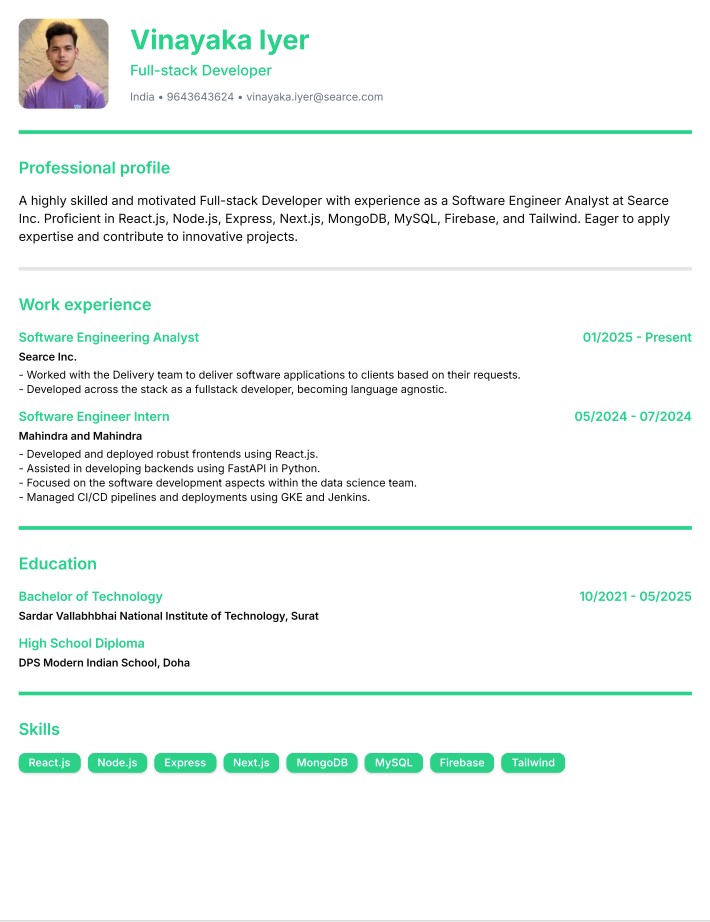 Vinayaka Iyer
Full-stack Developer
India • 9643643624 • vinayaka.iyer@searce.com
Professional profile
A highly skilled and motivated Full-stack Developer with experience as a Software Engineer Analyst at Searce
Inc. Proficient in React.js, Node.js, Express, Next.js, MongoDB, MySQL, Firebase, and Tailwind. Eager to apply
expertise and contribute to innovative projects.
Work experience
Software Engineering Analyst 01/2025 - Present
Searce Inc.
- Worked with the Delivery team to deliver software applications to clients based on their requests.
- Developed across the stack as a fullstack developer, becoming language agnostic.
Software Engineer Intern 05/2024 - 07/2024
Mahindra and Mahindra
- Developed and deployed robust frontends using React.js.
- Assisted in developing backends using FastAPI in Python.
- Focused on the software development aspects within the data science team.
- Managed CI/CD pipelines and deployments using GKE and Jenkins.
Education
Bachelor of Technology 10/2021 - 05/2025
Sardar Vallabhbhai National Institute of Technology, Surat
High School Diploma
DPS Modern Indian School, Doha
Skills
React.js Node.js Express Next.js MongoDB MySQL Firebase Tailwind